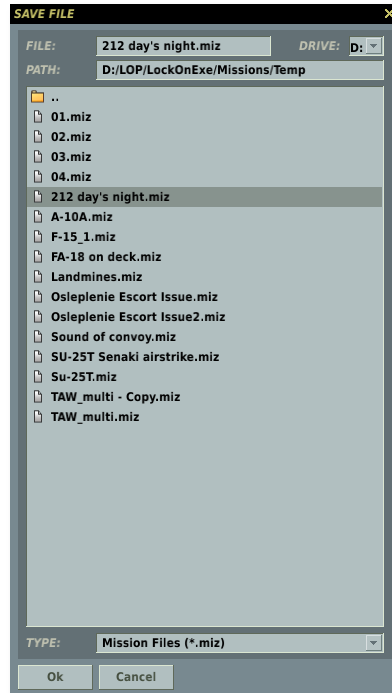 SAVE FILE
FILE: 212 day's night.miz DRIVE: D:
PATH: D:/LOP/LockOnExe/Missions/Temp
..
01.miz
02.miz
03.miz
04.miz
212 day's night.miz
A-10A.miz
F-15_1.miz
FA-18 on deck.miz
Landmines.miz
Osleplenie Escort Issue.miz
Osleplenie Escort Issue2.miz
Sound of convoy.miz
SU-25T Senaki airstrike.miz
Su-25T.miz
TAW_multi - Copy.miz
TAW_multi.miz
TYPE: Mission Files (*.miz)
Ok Cancel